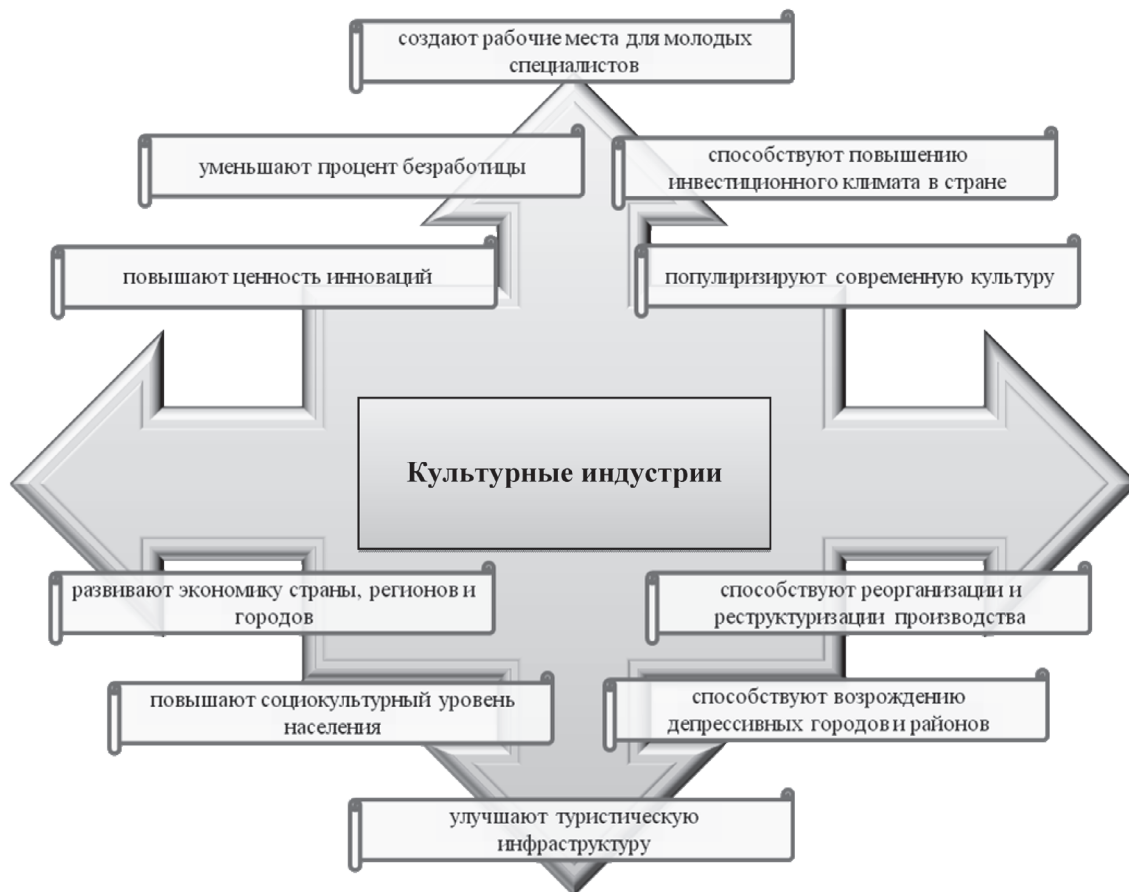 создают рабочие места для молодых
специалистов
уменьшают процент безработицы
способствуют повышению
инвестиционного климата в стране
повышают ценность инноваций
популиризируют современную культуру
Культурные индустрии
развивают экономику страны, регионов и
городов
способствуют реорганизации и
реструктуризации производства
повышают социокультурный уровень
населения
способствуют возрождению
депрессивных городов и районов
улучшают туристическую
инфраструктуру